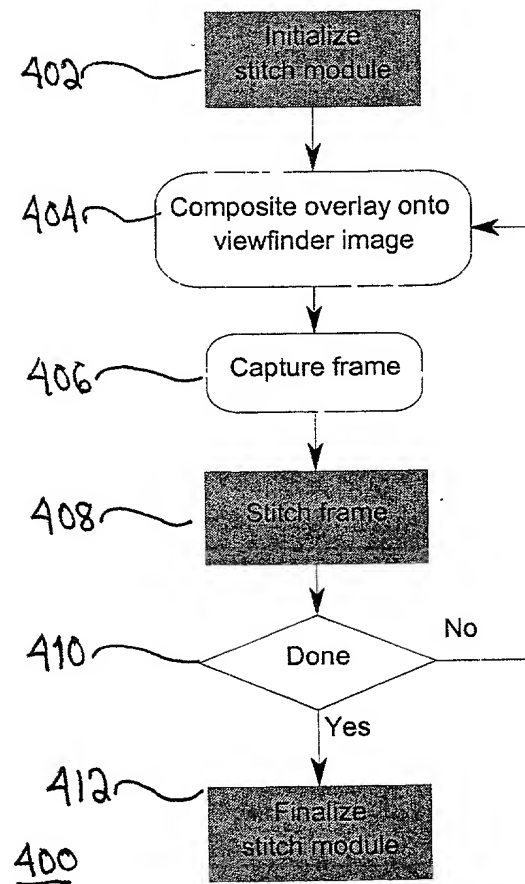 402
Initialize
stitch module
404
Composite overlay onto
viewfinder image
406
Capture frame
408
Stitch frame
410
Done
No
Yes
412
Finalize
stitch module
400